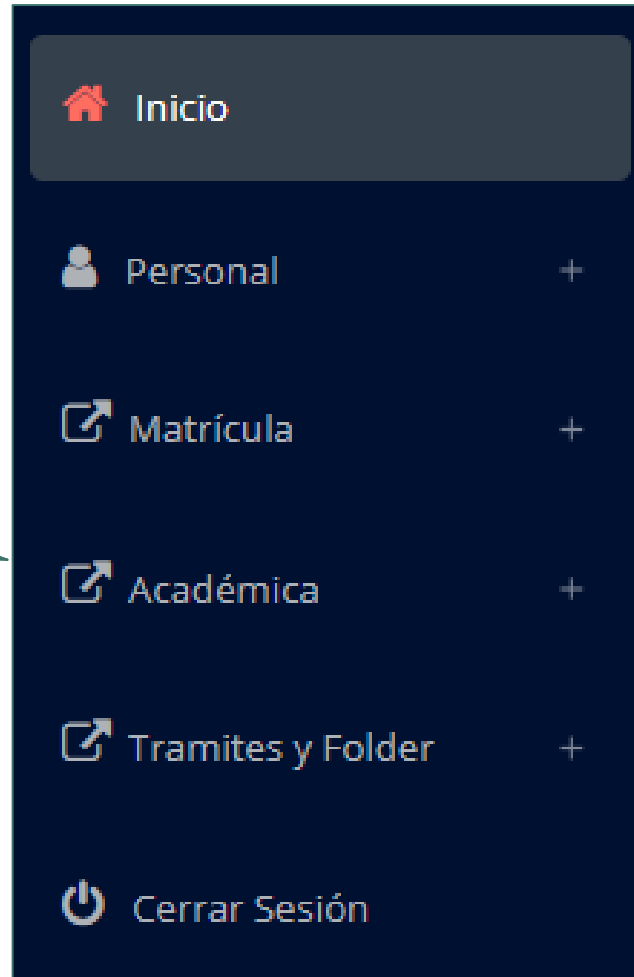 Inicio
Personal +
Matrícula +
Académica +
Tramites y Folder +
Cerrar Sesión